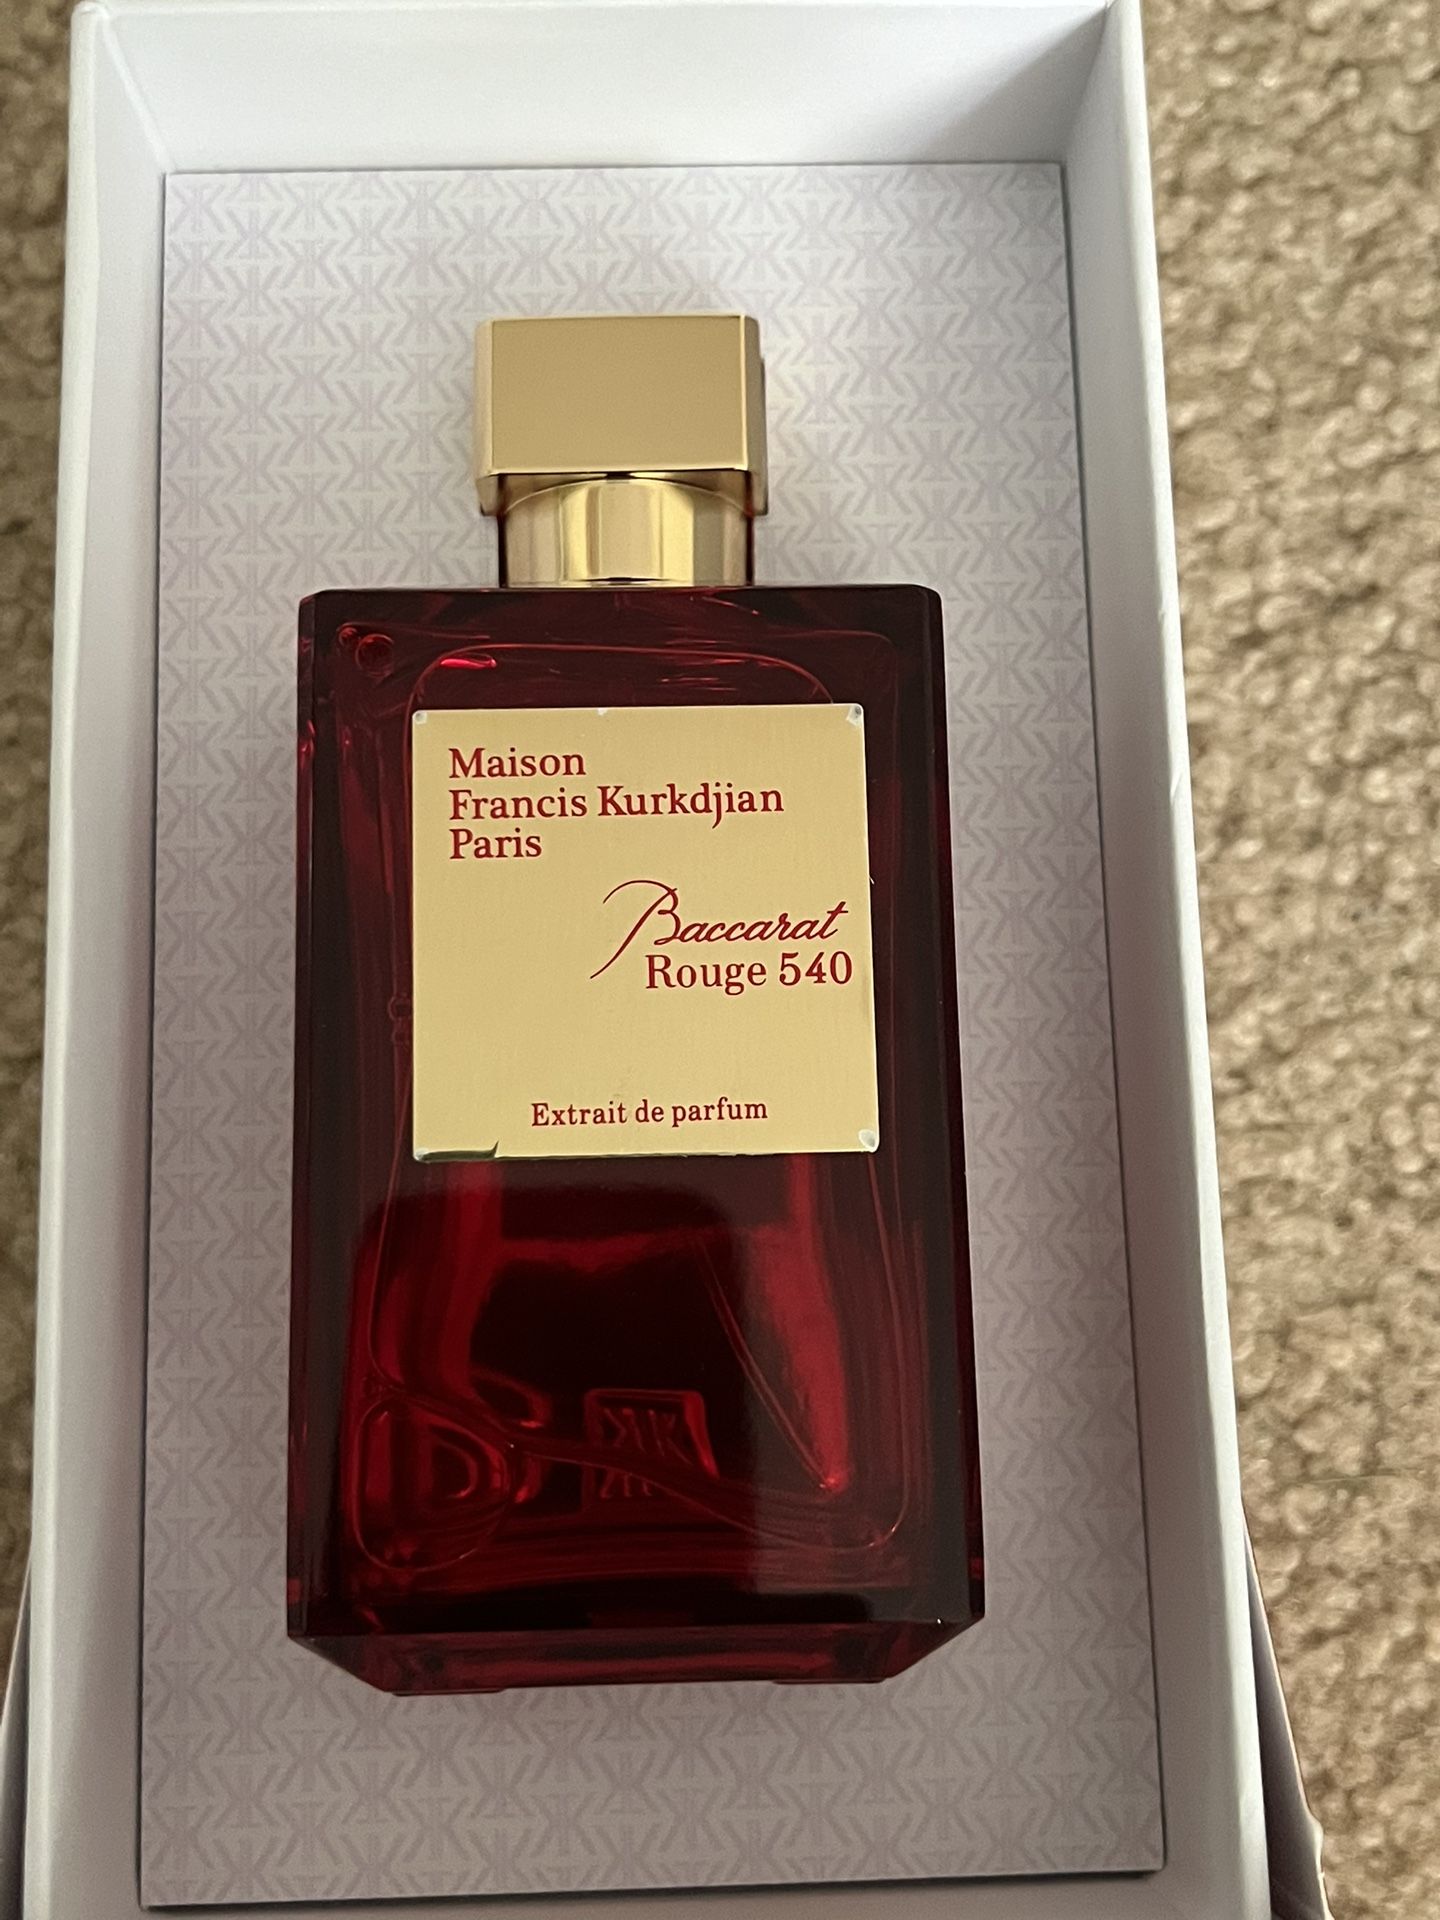 Maison
Francis Kurkdjian
Paris
Baccarat
Rouge 540
Extrait de parfum